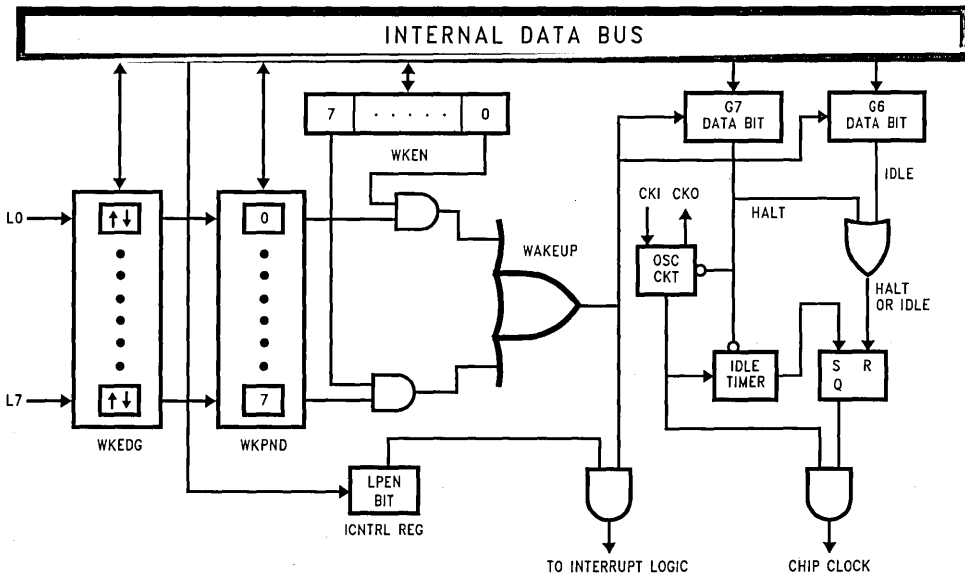 INTERNAL DATA BUS
7 · · · · · 0
WKEN
G7
DATA BIT
G6
DATA BIT
IDLE
L0
↑↓
0
CKI
CKO
HALT
WAKEUP
OSC
CKT
HALT
OR IDLE
IDLE
TIMER
S R
Q
L7
↑↓
7
WKEDG
WKPND
LPEN
BIT
ICNTRL REG
TO INTERRUPT LOGIC
CHIP CLOCK